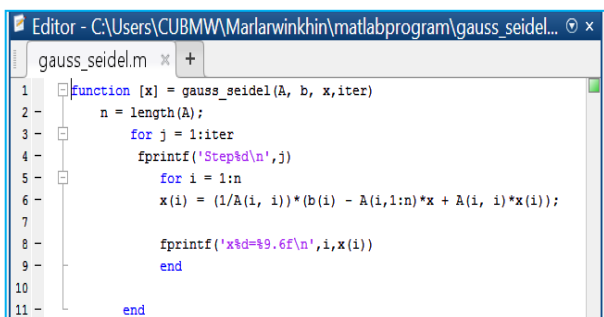 Editor - C:\Users\CUBMW\Marlarwinkhin\matlabprogram\gauss_seidel...
gauss_seidel.m × +
1 function [x] = gauss_seidel(A, b, x,iter)
2 – n = length(A);
3 – for j = 1:iter
4 – fprintf('Step%d\n',j)
5 – for i = 1:n
6 – x(i) = (1/A(i, i))*(b(i) - A(i,1:n)*x + A(i, i)*x(i));
7
8 – fprintf('x%d=%9.6f\n',i,x(i))
9 – end
10
11 – end